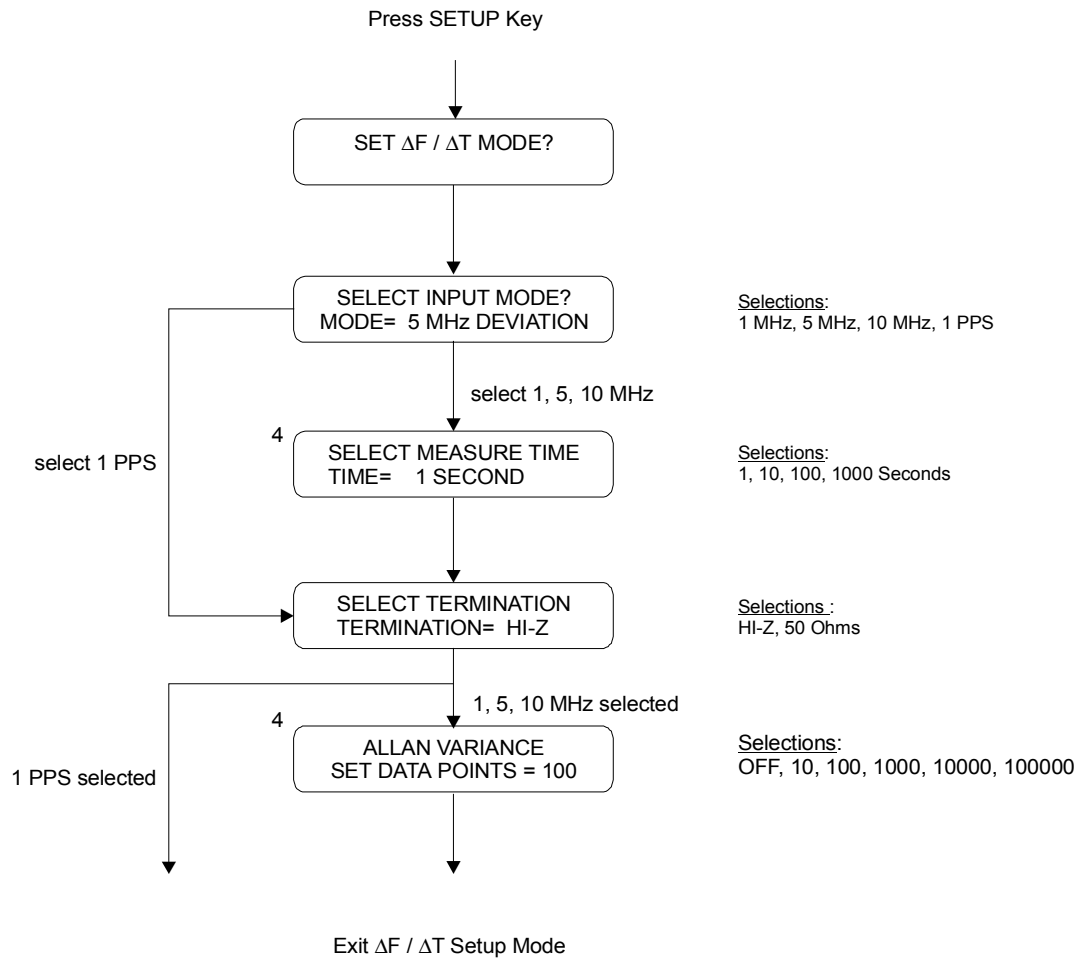 Press SETUP Key
SET ΔF / ΔT MODE?
SELECT INPUT MODE?
MODE= 5 MHz DEVIATION
Selections:
1 MHz, 5 MHz, 10 MHz, 1 PPS
select 1, 5, 10 MHz
select 1 PPS
4
SELECT MEASURE TIME
TIME= 1 SECOND
Selections:
1, 10, 100, 1000 Seconds
SELECT TERMINATION
TERMINATION= HI-Z
Selections :
HI-Z, 50 Ohms
1, 5, 10 MHz selected
1 PPS selected
4
ALLAN VARIANCE
SET DATA POINTS = 100
Selections:
OFF, 10, 100, 1000, 10000, 100000
Exit ΔF / ΔT Setup Mode